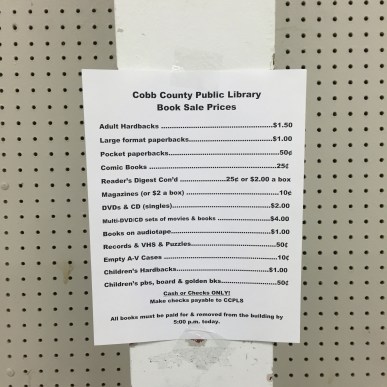 Cobb County Public Library
Book Sale Prices
Adult Hardbacks ......................................$1.50
Large format paperbacks...........................$1.00
Pocket paperbacks......................................50¢
Comic Books ............................................25¢
Reader's Digest Con'd .................25¢ or $2.00 a box
Magazines (or $2 a box) ..............................10¢
DVDs & CD (singles)..................................$2.00
Multi-DVD/CD sets of movies & books ...................$4.00
Books on audiotape...................................$1.00
Records & VHS & Puzzles..............................50¢
Empty A-V Cases ......................................10¢
Children's Hardbacks..............................$1.00
Children's pbs, board & golden bks....................50¢
Cash or Checks ONLY!
Make checks payable to CCPLS
All books must be paid for & removed from the building by
5:00 p.m. today.